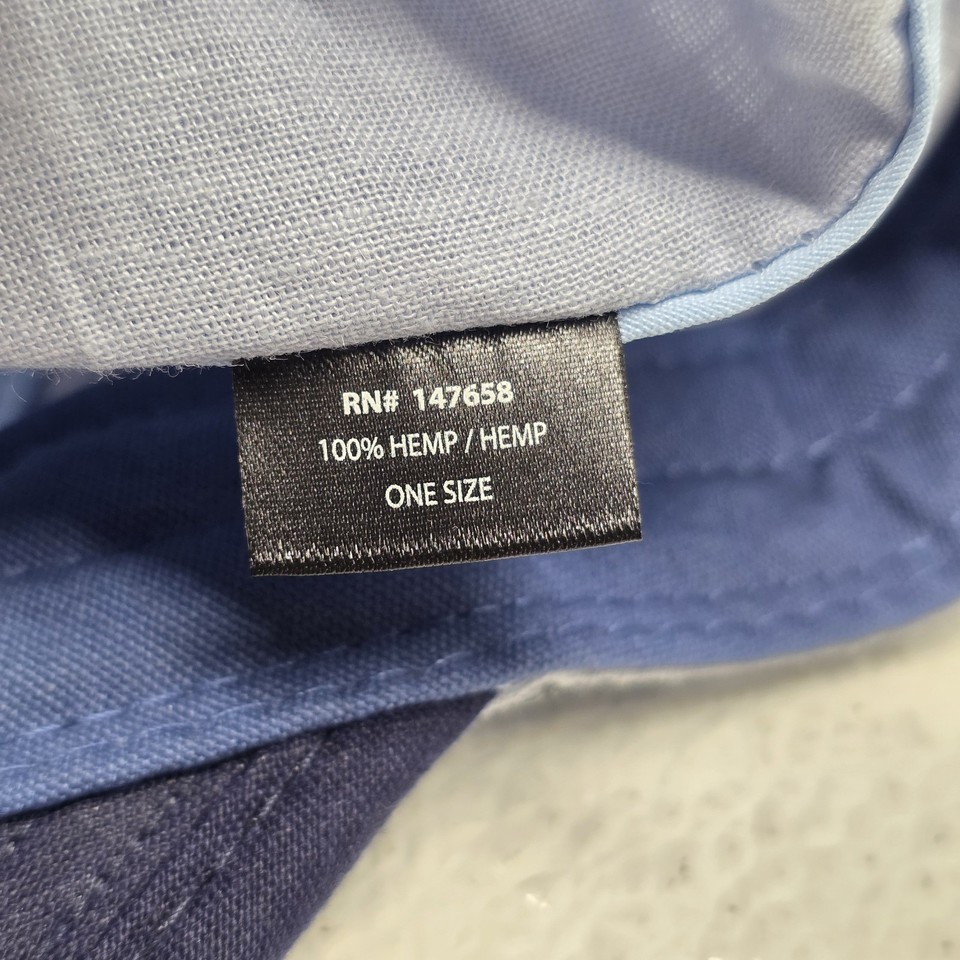 RN# 147658
100% HEMP / HEMP
ONE SIZE